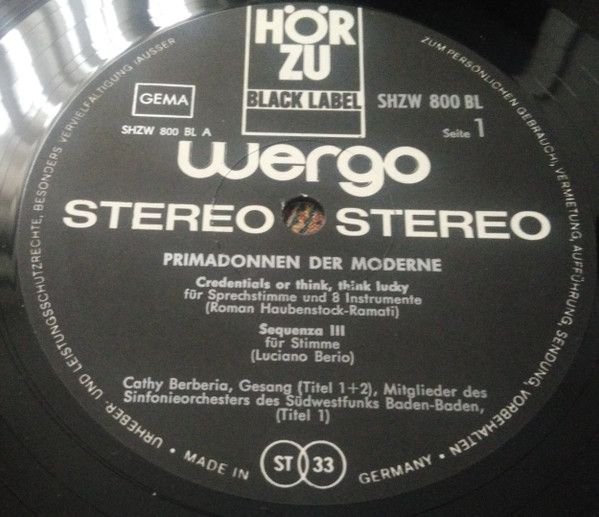 HÖR
ZU
BLACK LABEL
GEMA
SHZW 800 BL
SHZW 800 BL A
Seite 1
wergo
STEREO STEREO
PRIMADONNEN DER MODERNE
Credentials or think, think lucky
für Sprechstimme und 8 Instrumente
(Roman Haubenstock-Ramati)
Sequenza III
für Stimme
(Luciano Berio)
Cathy Berberia, Gesang (Titel 1+2), Mitglieder des
Sinfonieorchesters des Südwestfunks Baden-Baden,
(Titel 1)
URHEBER- UND LEISTUNGSSCHUTZRECHTE, BESONDERS VERVIELFÄLTIGUNG (AUSSER ZUM PERSÖNLICHEN GEBRAUCH), VERMIETUNG, AUFFÜHRUNG, SENDUNG, VORBEHALTEN
• MADE IN ST 33 GERMANY •